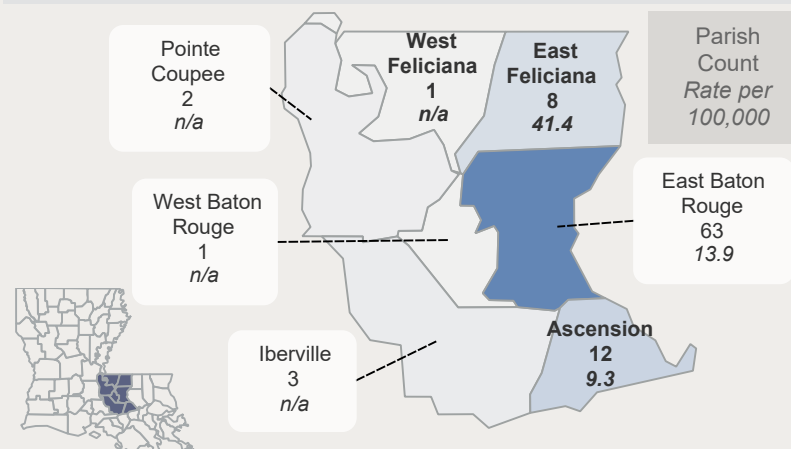 Pointe
Coupee
2
n/a
West
Feliciana
1
n/a
East
Feliciana
8
41.4
Parish
Count
Rate per
100,000
West Baton
Rouge
1
n/a
East Baton
Rouge
63
13.9
Iberville
3
n/a
Ascension
12
9.3